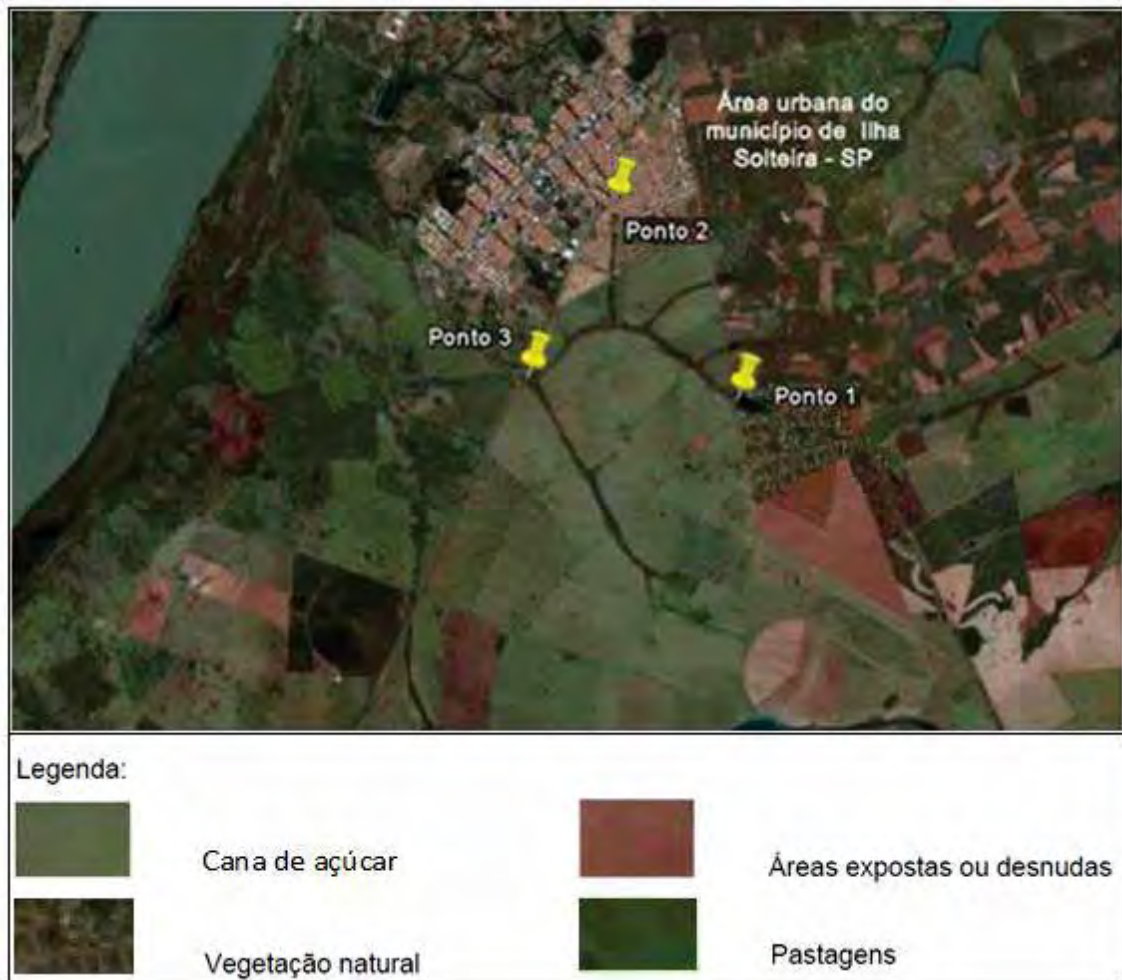 Área urbana do
município de Ilha
Solteira - SP
Ponto 2
Ponto 3
Ponto 1
Legenda:
Cana de açúcar
Áreas expostas ou desnudas
Vegetação natural
Pastagens